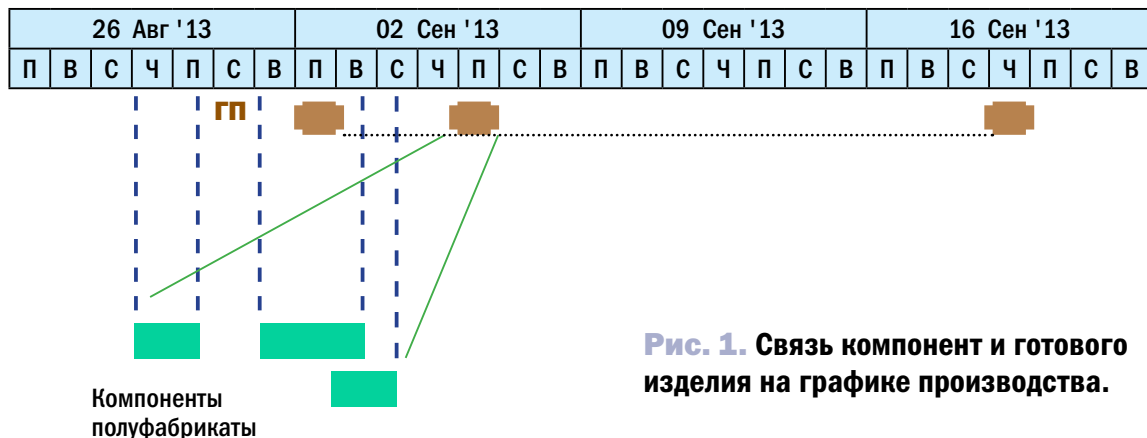 26 Авг '13 02 Сен '13 09 Сен '13 16 Сен '13
П В С Ч П С В П В С Ч П С В П В С Ч П С В П В С Ч П С В
ГП
Рис. 1. Связь компонент и готового
изделия на графике производства.
Компоненты
полуфабрикаты